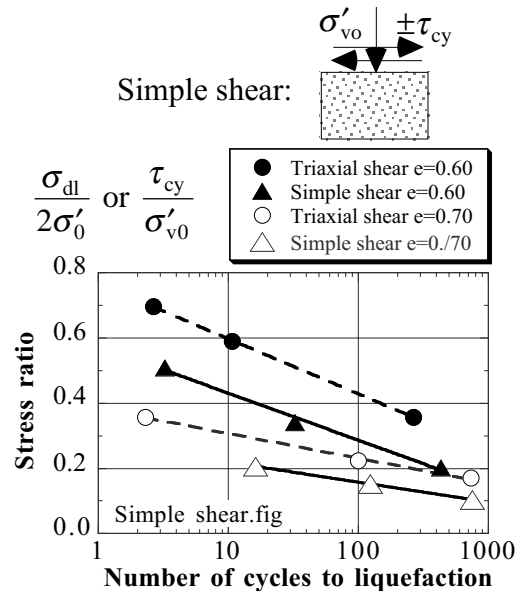 σ′vo ±τcy
Simple shear:
σdl / 2σ′0 or τcy / σ′v0
Triaxial shear e=0.60
Simple shear e=0.60
Triaxial shear e=0.70
Simple shear e=0./70
0.8
0.6
0.4
0.2
0.0
Stress ratio
Simple shear.fig
1 10 100 1000
Number of cycles to liquefaction